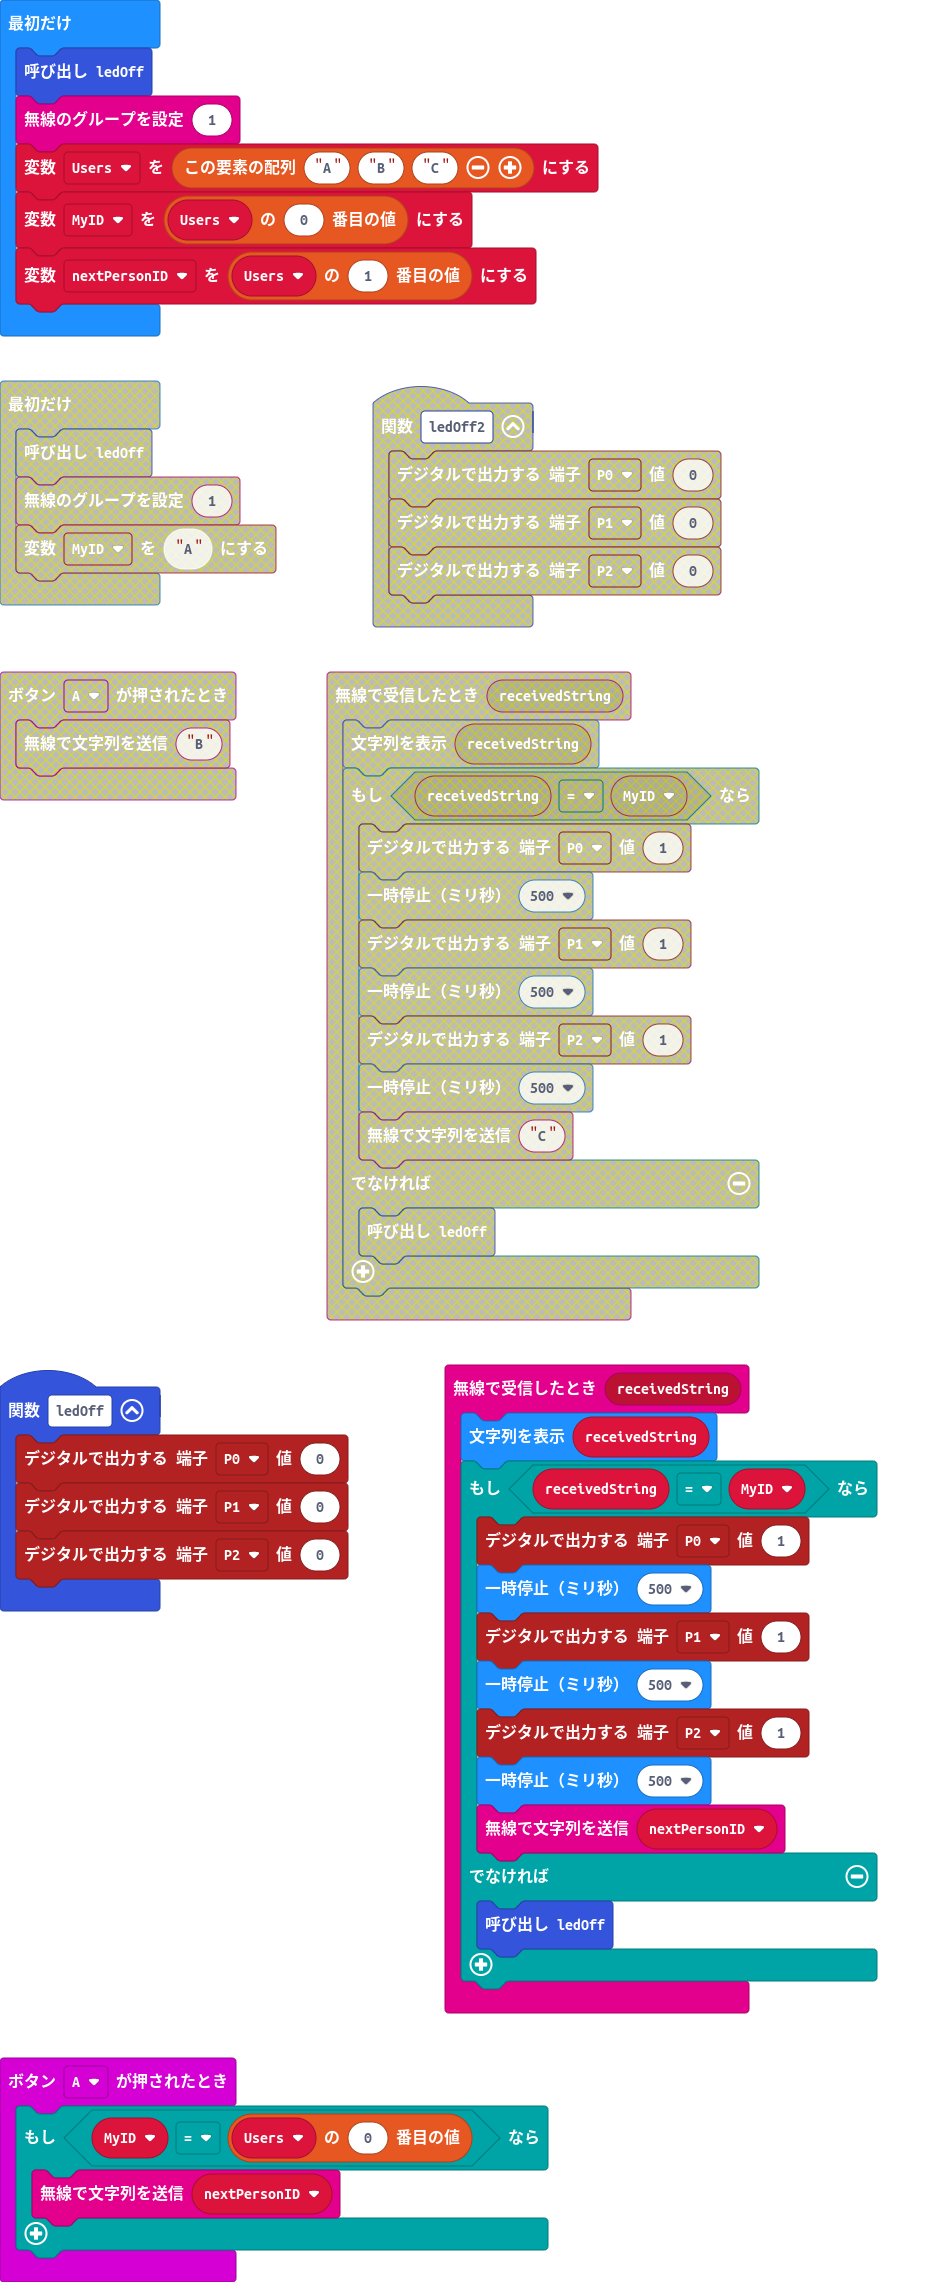 最初だけ
呼び出し ledOff
無線のグループを設定 1
変数 Users を この要素の配列 "A" "B" "C" にする
変数 MyID を Users の 0 番目の値 にする
変数 nextPersonID を Users の 1 番目の値 にする
最初だけ
呼び出し ledOff
無線のグループを設定 1
変数 MyID を "A" にする
関数 ledOff2
デジタルで出力する 端子 P0 値 0
デジタルで出力する 端子 P1 値 0
デジタルで出力する 端子 P2 値 0
ボタン A が押されたとき
無線で文字列を送信 "B"
無線で受信したとき receivedString
文字列を表示 receivedString
もし receivedString = MyID なら
デジタルで出力する 端子 P0 値 1
一時停止（ミリ秒） 500
デジタルで出力する 端子 P1 値 1
一時停止（ミリ秒） 500
デジタルで出力する 端子 P2 値 1
一時停止（ミリ秒） 500
無線で文字列を送信 "C"
でなければ
呼び出し ledOff
関数 ledOff
デジタルで出力する 端子 P0 値 0
デジタルで出力する 端子 P1 値 0
デジタルで出力する 端子 P2 値 0
無線で受信したとき receivedString
文字列を表示 receivedString
もし receivedString = MyID なら
デジタルで出力する 端子 P0 値 1
一時停止（ミリ秒） 500
デジタルで出力する 端子 P1 値 1
一時停止（ミリ秒） 500
デジタルで出力する 端子 P2 値 1
一時停止（ミリ秒） 500
無線で文字列を送信 nextPersonID
でなければ
呼び出し ledOff
ボタン A が押されたとき
もし MyID = Users の 0 番目の値 なら
無線で文字列を送信 nextPersonID